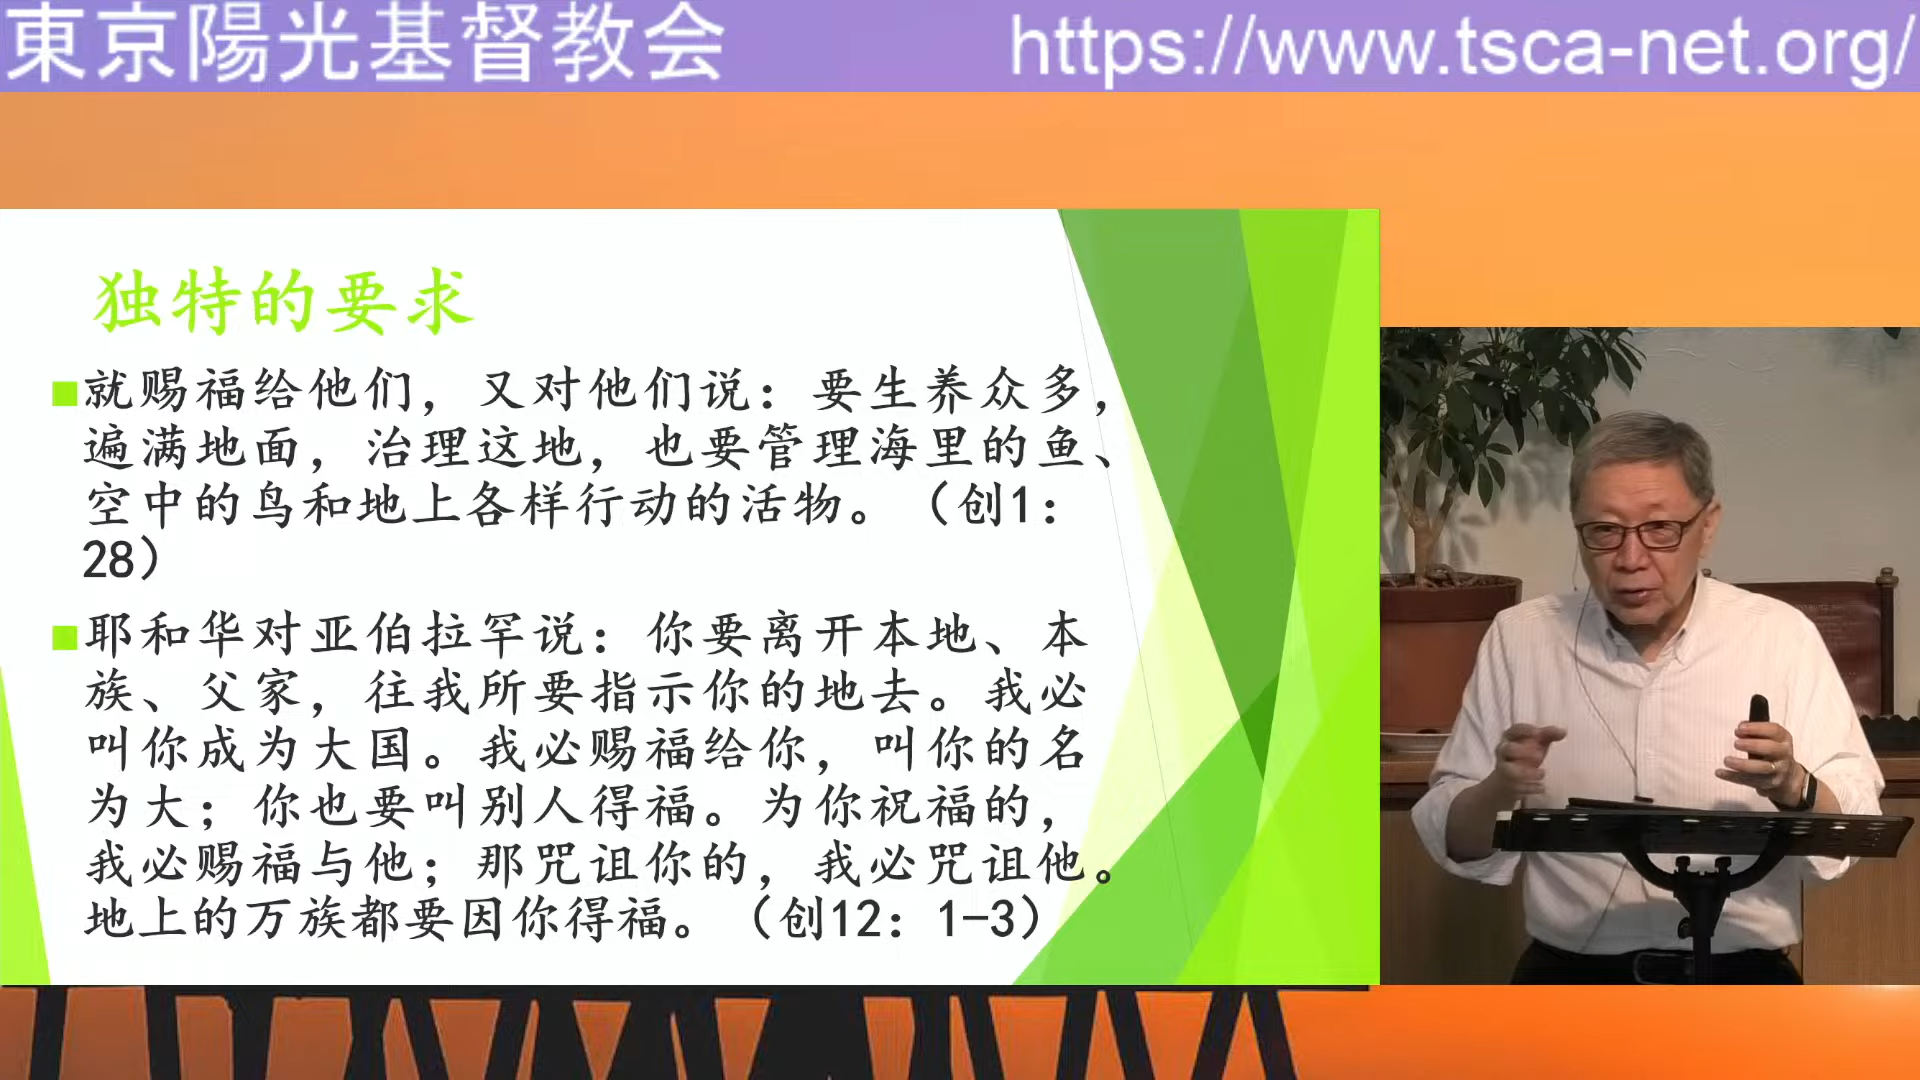 東京陽光基督教会
https://www.tsca-net.org/
独特的要求
就赐福给他们，又对他们说：要生养众多，
遍满地面，治理这地，也要管理海里的鱼、
空中的鸟和地上各样行动的活物。（创1：
28）
耶和华对亚伯拉罕说：你要离开本地、本
族、父家，往我所要指示你的地去。我必
叫你成为大国。我必赐福给你，叫你的名
为大；你也要叫别人得福。为你祝福的，
我必赐福与他；那咒诅你的，我必咒诅他。
地上的万族都要因你得福。（创12：1-3）